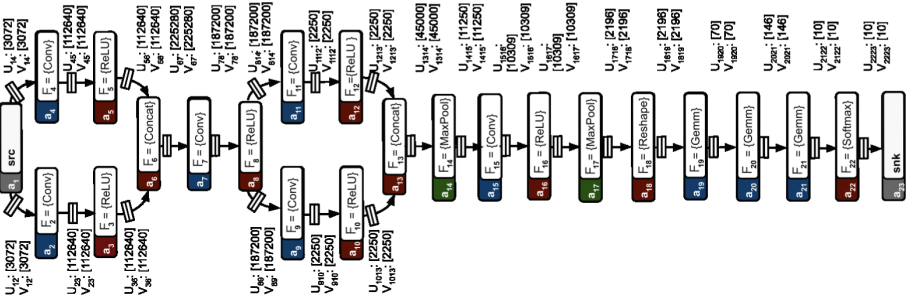 U14: [3072]
V14: [3072]
U45: [112640]
V45: [112640]
U56: [112640]
V56: [112640]
U67: [225280]
V67: [225280]
U78: [187200]
V78: [187200]
[187200]
[187200]
U1112: [2250]
V1112: [2250]
U1213: [2250]
V1213: [2250]
U1314: [45000]
V1314: [45000]
U1415: [11250]
V1415: [11250]
U1516:
[10309]
V1516: [10309]
U1617:
[10309]
V1617: [10309]
U1718: [2196]
V1718: [2196]
[2196]
[2196]
U1920: [70]
V1920: [70]
U2021: [146]
V2021: [146]
U2122: [10]
V2122: [10]
U2223: [10]
V2223: [10]
a1 src
a4 F4 = {Conv}
a5 F5 = {ReLU}
a2 F2 = {Conv}
a3 F3 = {ReLU}
a6 F6 = {Concat}
a7 F7 = {Conv}
a8 F8 = {ReLU}
a11 F11 = {Conv}
a12 F12 = {ReLU}
a9 F9 = {Conv}
a10 F10 = {ReLU}
a13 F13 = {Concat}
a14 F14 = {MaxPool}
a15 F15 = {Conv}
a16 F16 = {ReLU}
a17 F17 = {MaxPool}
a18 F18 = {Reshape}
a19 F19 = {Gemm}
a20 F20 = {Gemm}
a21 F21 = {Gemm}
a22 F22 = {Softmax}
a23 snk
U12: [3072]
V12: [3072]
U23: [112640]
V23: [112640]
U36: [112640]
V36: [112640]
U89: [187200]
V89: [187200]
U910: [2250]
V910: [2250]
U1013: [2250]
V1013: [2250]